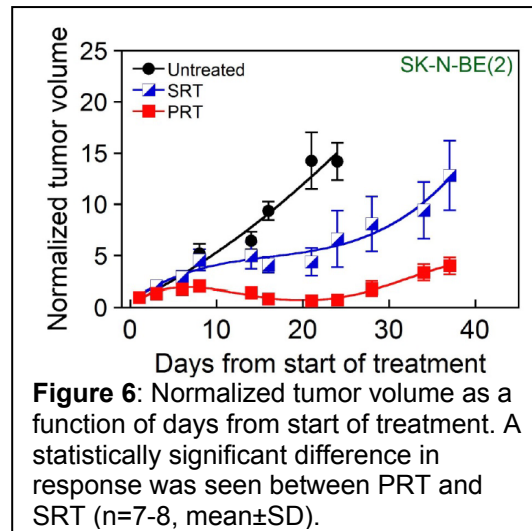 25
20
15
10
5
0
Normalized tumor volume
Untreated
SRT
PRT
SK-N-BE(2)
0 10 20 30 40
Days from start of treatment
Figure 6: Normalized tumor volume as a
function of days from start of treatment. A
statistically significant difference in
response was seen between PRT and
SRT (n=7-8, mean±SD).